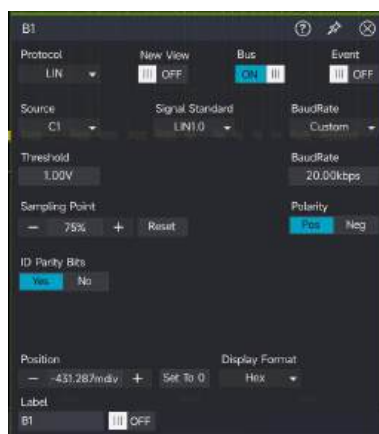 B1
Protocol New View Bus Event
LIN OFF ON OFF
Source Signal Standard BaudRate
C1 LIN1.0 Custom
Threshold BaudRate
1.00V 20.00kbps
Sampling Point Polarity
− 75% + Reset Pos Neg
ID Parity Bits
Yes No
Position Display Format
− -431.287mdiv + Set To 0 Hex
Label
B1 OFF